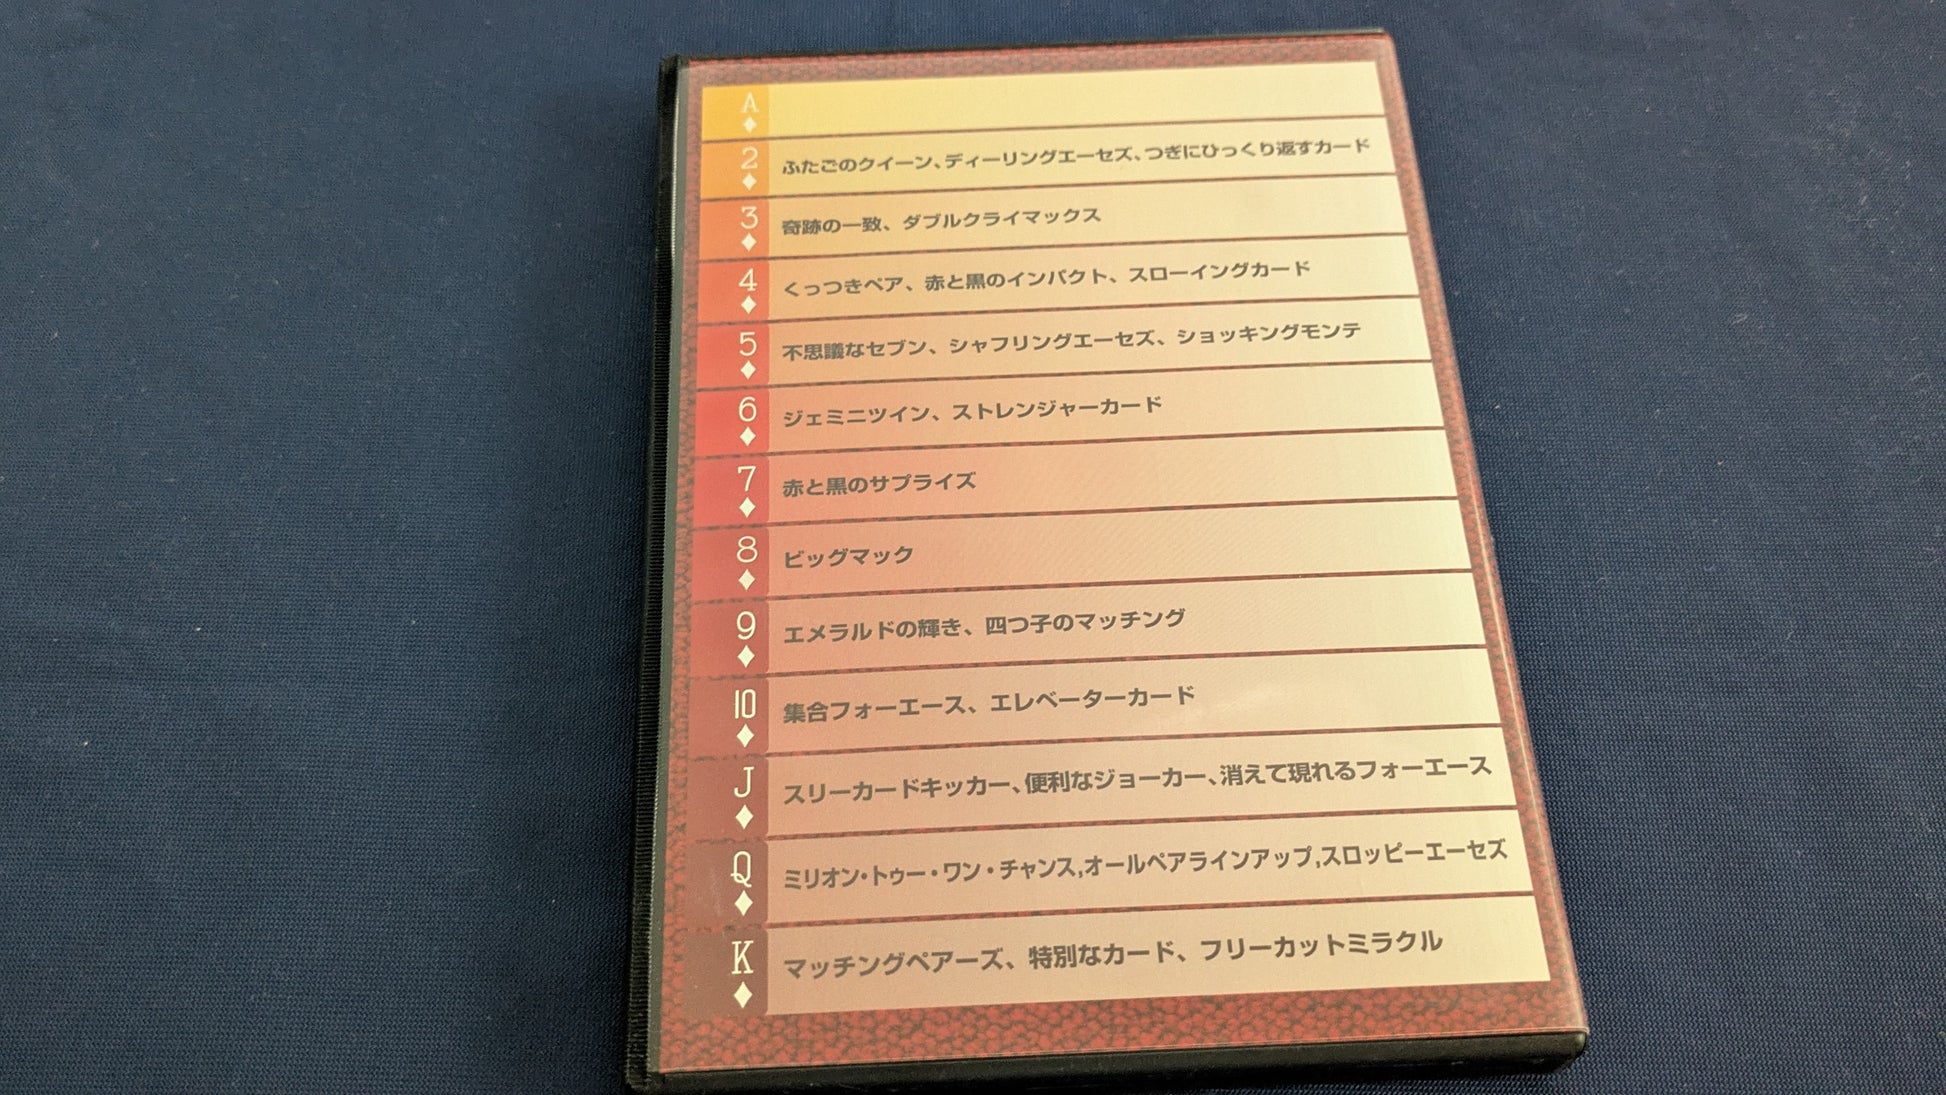 A
2 ふたごのクイーン、ディーリングエーセズ、つぎにひっくり返すカード
3 奇跡の一致、ダブルクライマックス
4 くっつきペア、赤と黒のインパクト、スローイングカード
5 不思議なセブン、シャフリングエーセズ、ショッキングモンテ
6 ジェミニツイン、ストレンジャーカード
7 赤と黒のサプライズ
8 ビッグマック
9 エメラルドの輝き、四つ子のマッチング
10 集合フォーエース、エレベーターカード
J スリーカードキッカー、便利なジョーカー、消えて現れるフォーエース
Q ミリオン・トゥー・ワン・チャンス,オールペアラインアップ,スロッピーエーセズ
K マッチングペアーズ、特別なカード、フリーカットミラクル